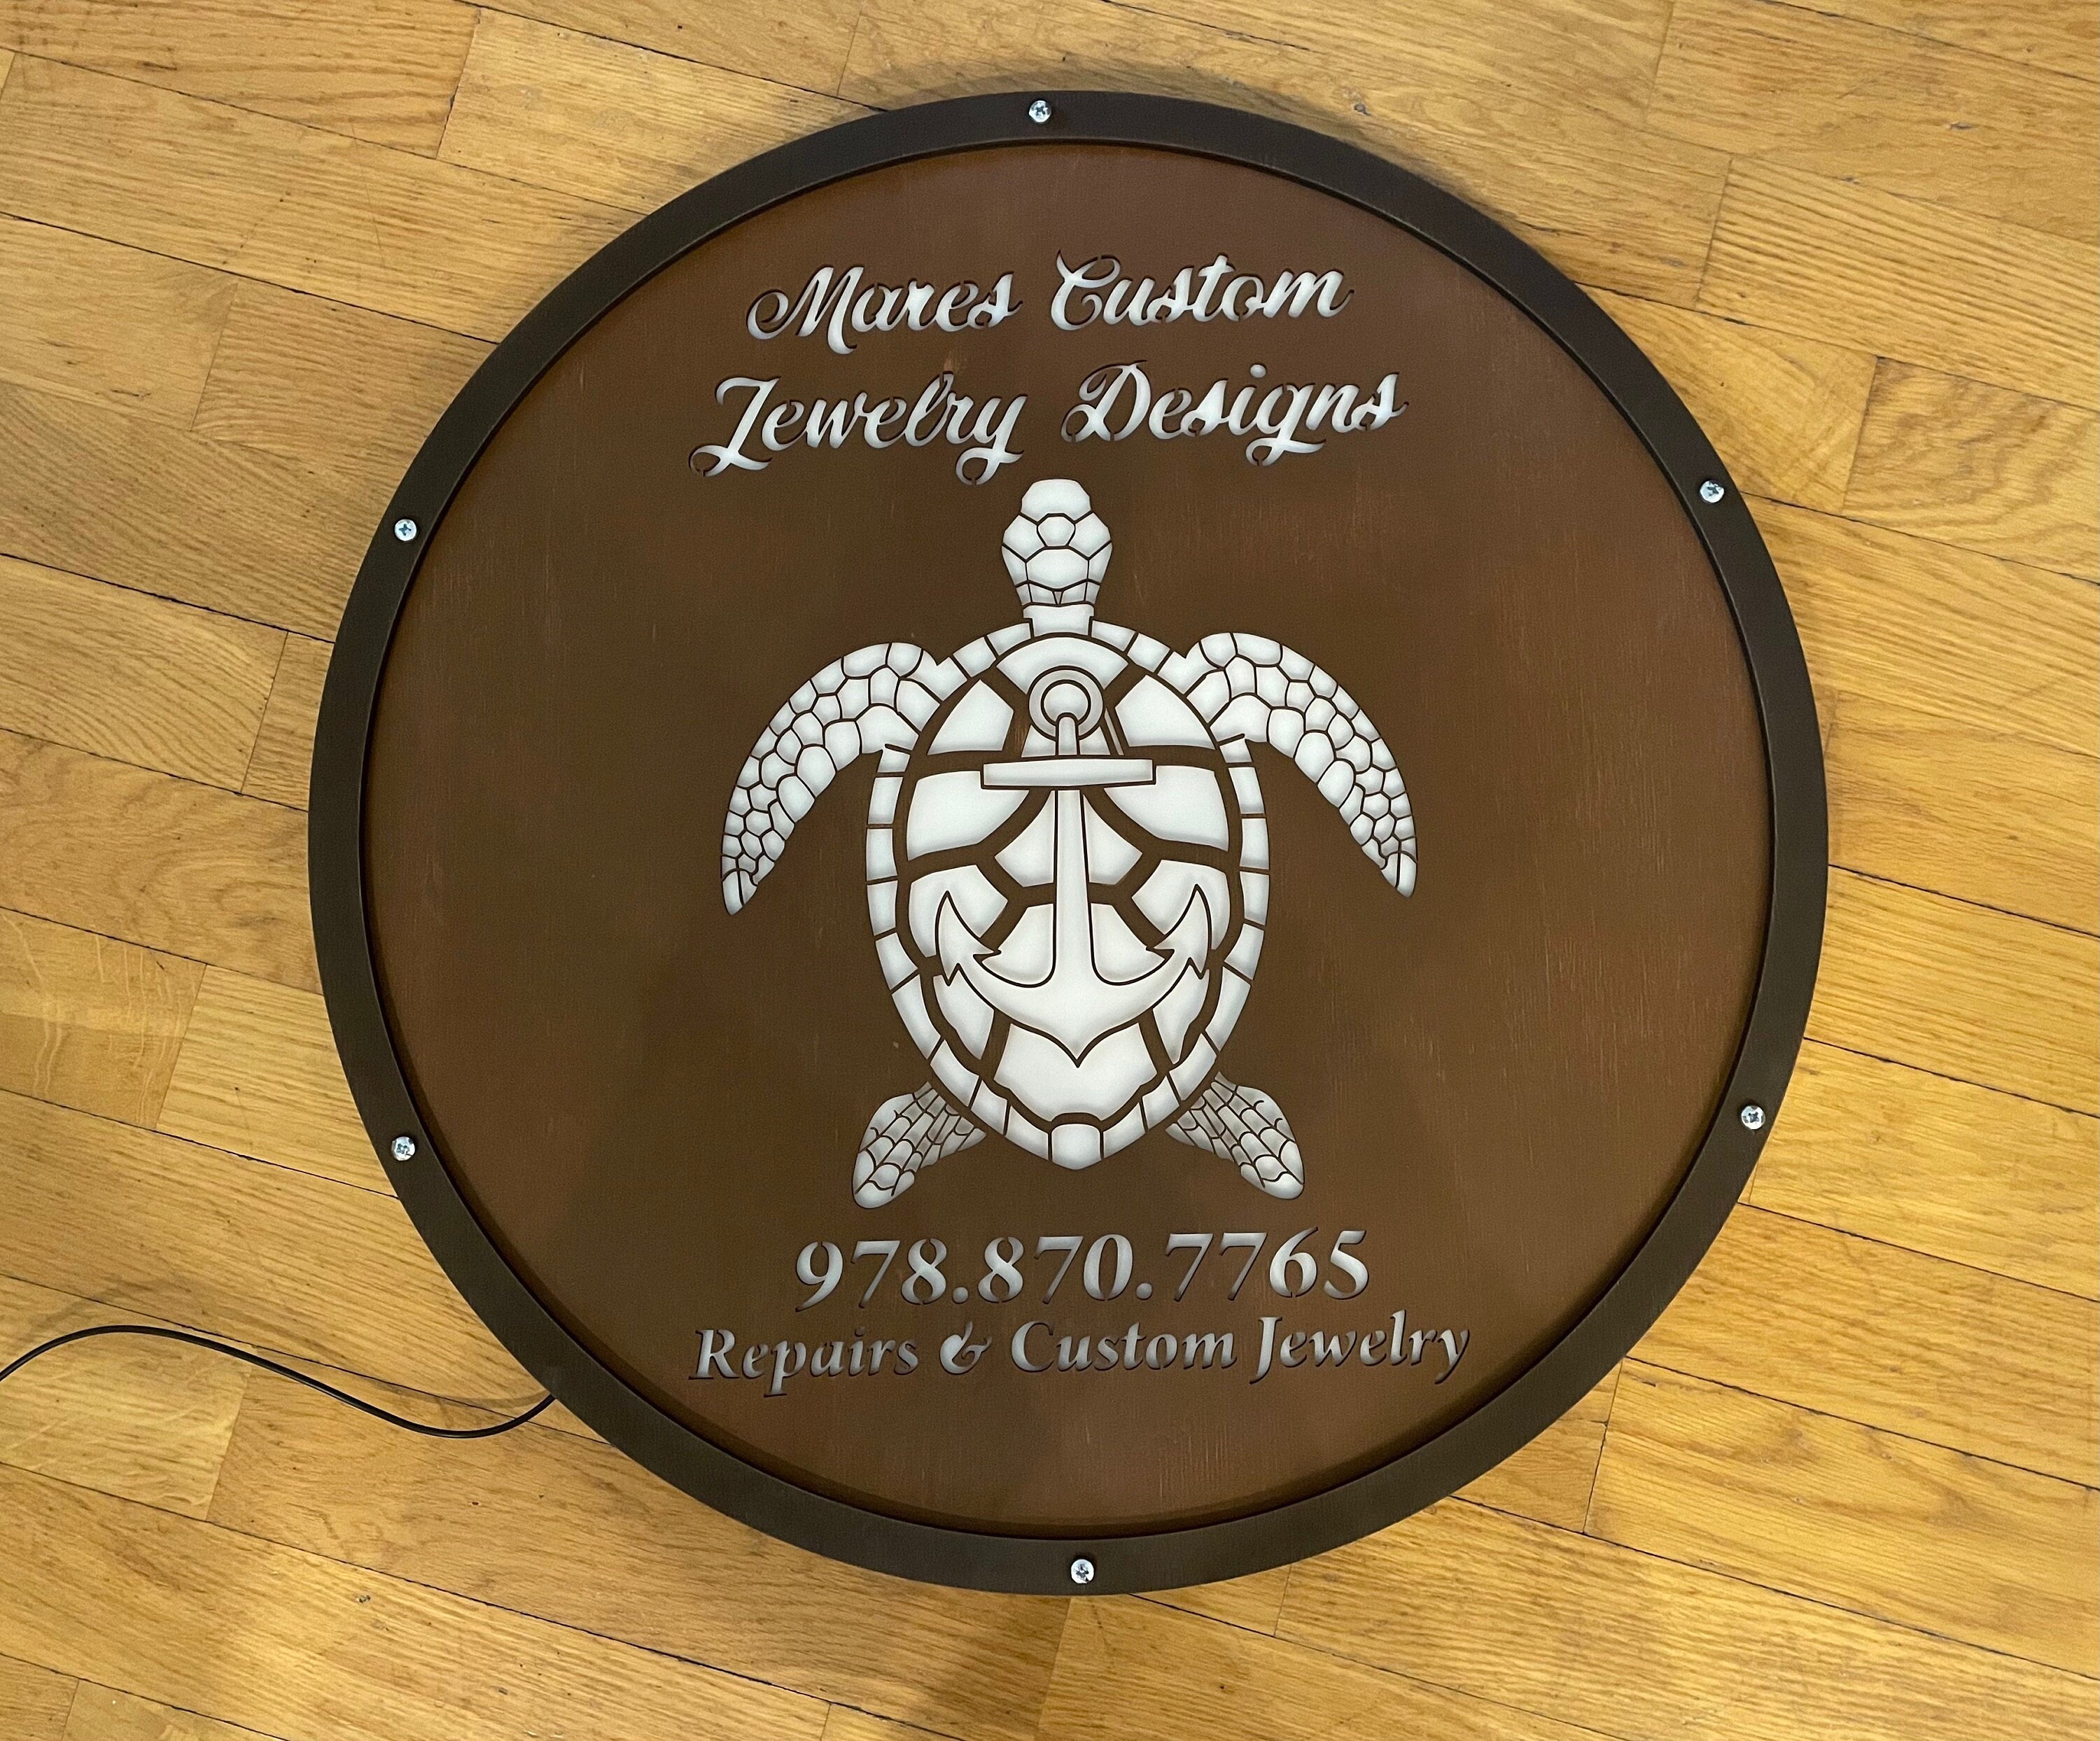 Mares Custom
Jewelry Designs
978.870.7765
Repairs & Custom Jewelry